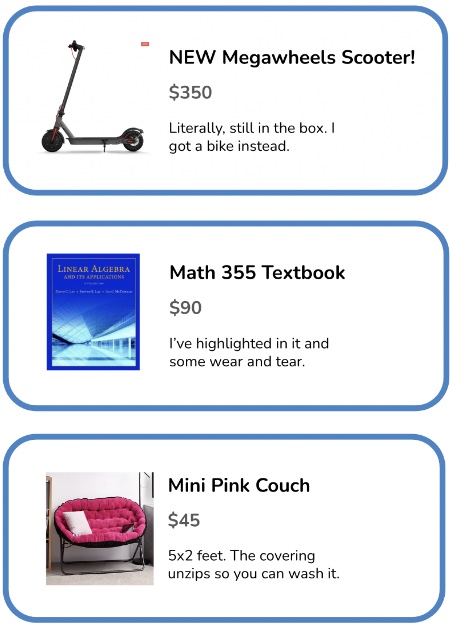 NEW Megawheels Scooter!
$350
Literally, still in the box. I
got a bike instead.
LINEAR ALGEBRA
AND ITS APPLICATIONS
Math 355 Textbook
$90
I've highlighted in it and
some wear and tear.
Mini Pink Couch
$45
5x2 feet. The covering
unzips so you can wash it.